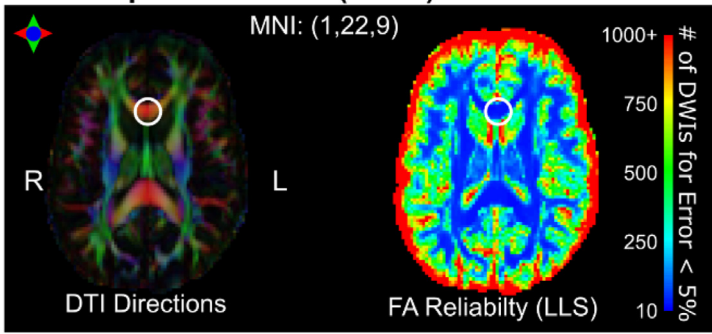 MNI: (1,22,9)
R
L
DTI Directions
FA Reliabilty (LLS)
1000+
750
500
250
10
# of DWIs for Error < 5%